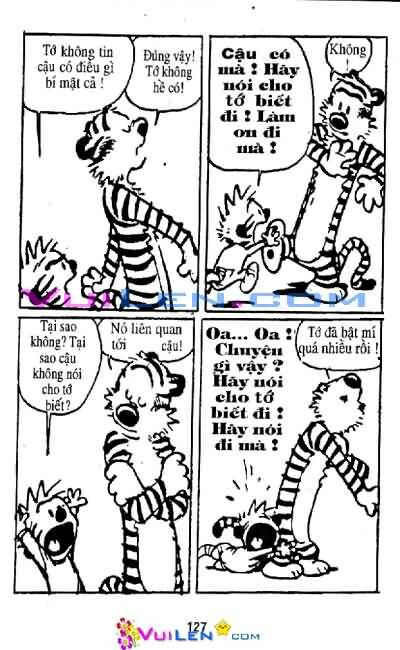 Tớ không tin
cậu có điều gì
bí mật cả !
Đúng vậy!
Tớ không
hề có!
Cậu có
mà ! Hãy
nói cho
tớ biết
đi ! Làm
ơn đi
mà !
Không
Tại sao
không? Tại
sao cậu
không nói
cho tớ
biết?
Nó liên quan
tới cậu!
Oa... Oa !
Chuyện
gì vậy ?
Hãy nói
cho tớ
biết đi !
Hãy nói
đi mà !
Tớ đã bật mí
quá nhiều rồi !
VUILEN.COM
127
VUILEN.COM